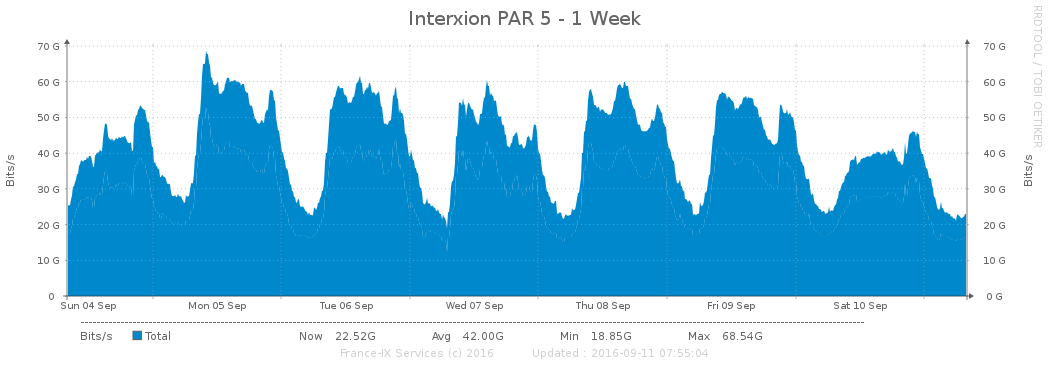 Interxion PAR 5 - 1 Week
RRDTOOL / TOBI OETIKER
Bits/s
70 G 70 G
60 G 60 G
50 G 50 G
40 G 40 G
30 G 30 G
20 G 20 G
10 G 10 G
0 0 G
Bits/s
Sun 04 Sep Mon 05 Sep Tue 06 Sep Wed 07 Sep Thu 08 Sep Fri 09 Sep Sat 10 Sep
Bits/s Total Now 22.52G Avg 42.00G Min 18.85G Max 68.54G
France-IX Services (c) 2016 Updated : 2016-09-11 07:55:04